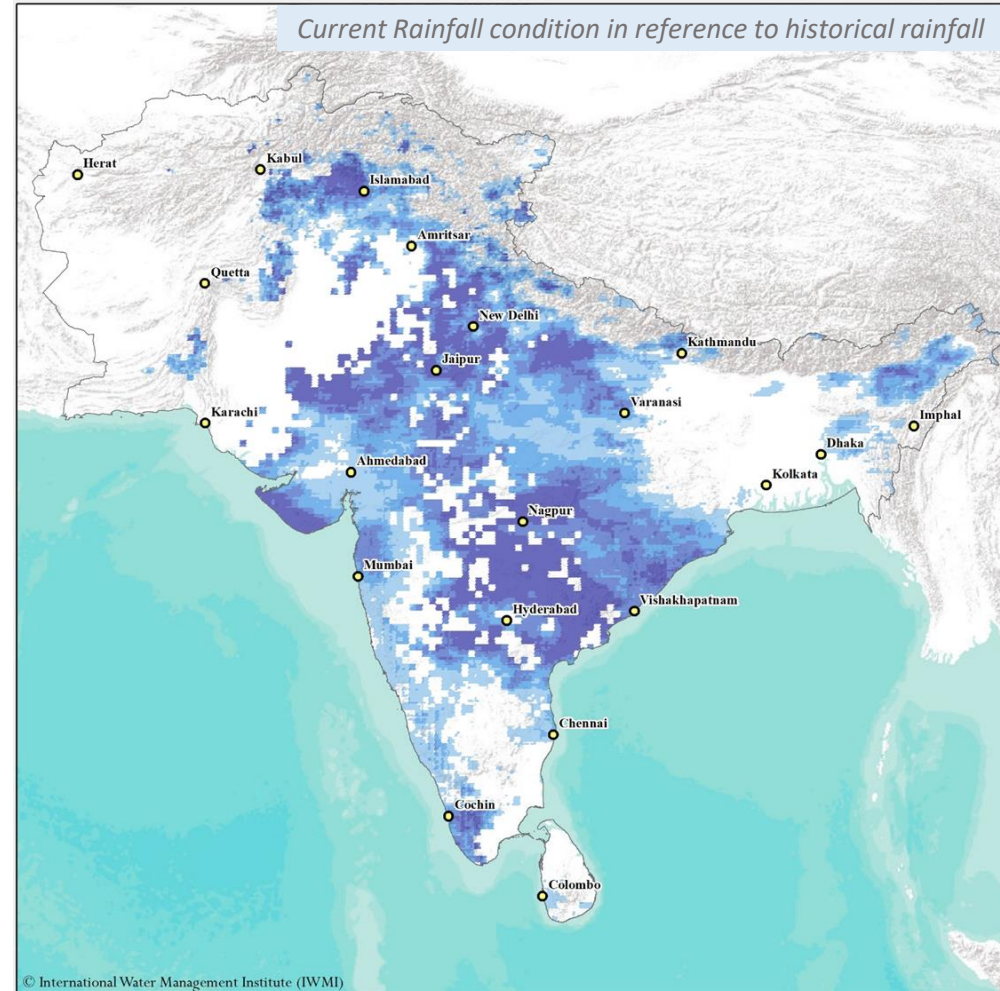 Current Rainfall condition in reference to historical rainfall
Herat
Kabul
Islamabad
Amritsar
Quetta
New Delhi
Kathmandu
Jaipur
Varanasi
Karachi
Imphal
Dhaka
Ahmedabad
Kolkata
Nagpur
Mumbai
Vishakhapatnam
Hyderabad
Chennai
Cochin
Colombo
© International Water Management Institute (IWMI)